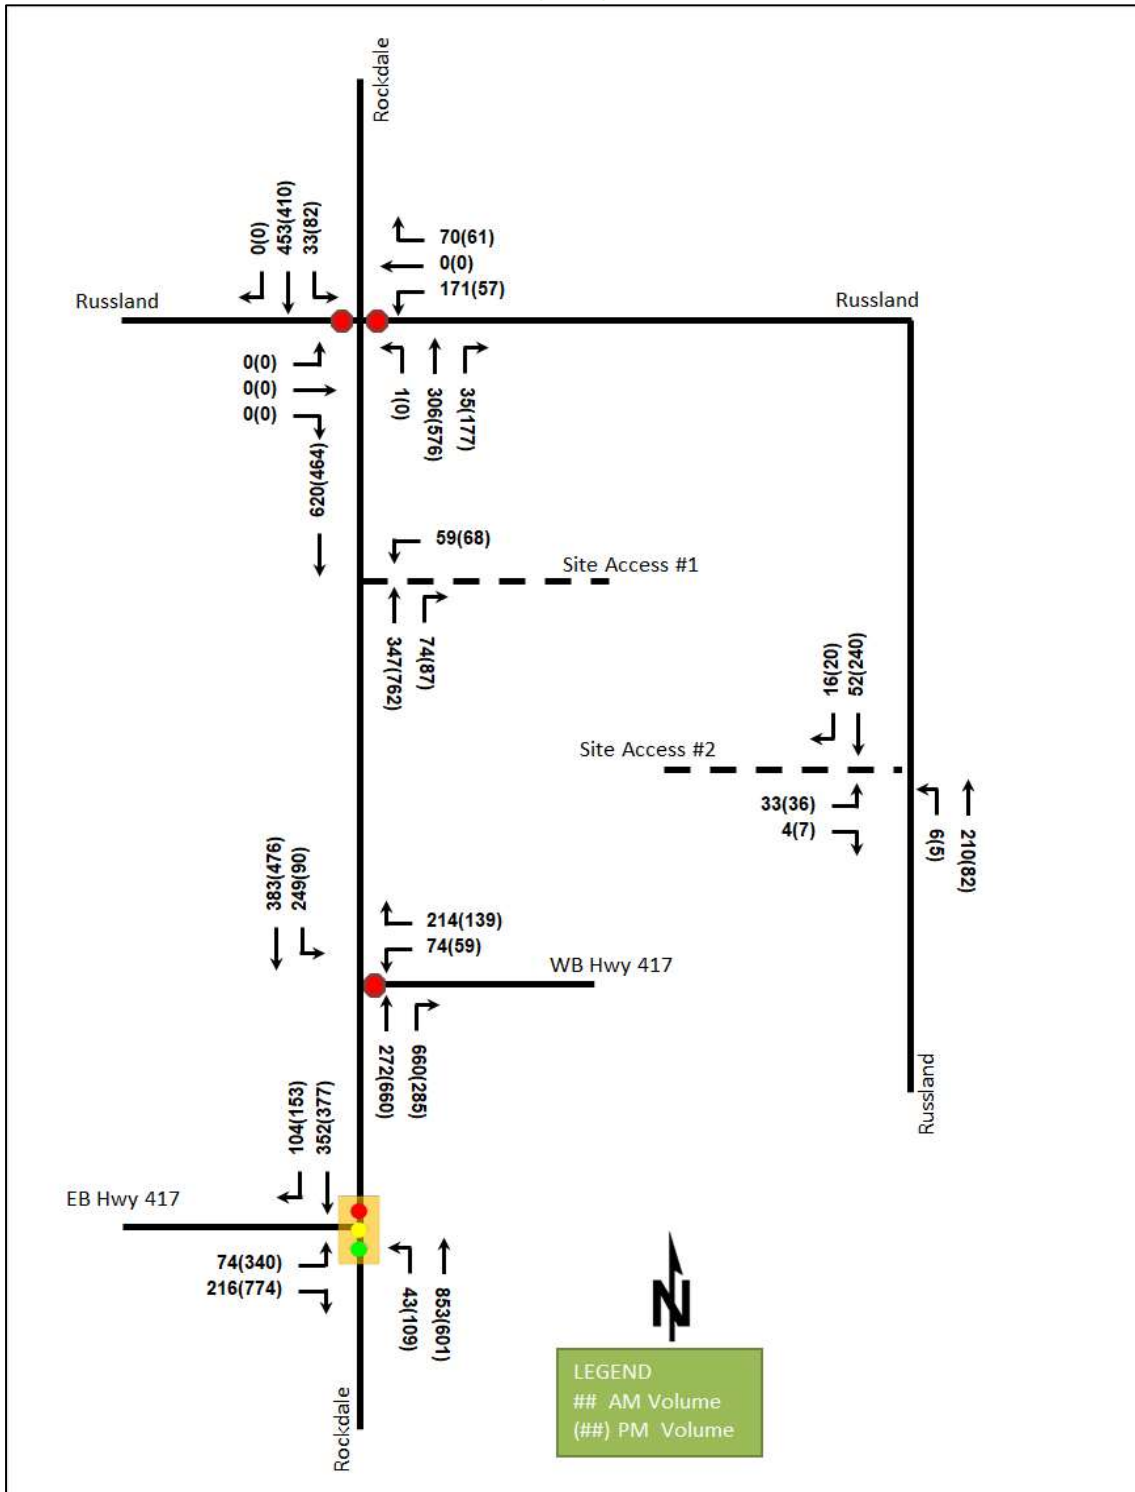 Rockdale
0(0)
453(410)
33(82)
70(61)
0(0)
171(57)
Russland
Russland
0(0)
0(0)
0(0)
1(0)
306(576)
35(177)
620(464)
59(68)
Site Access #1
347(762)
74(87)
16(20)
52(240)
Site Access #2
33(36)
4(7)
6(5)
210(82)
383(476)
249(90)
214(139)
74(59)
WB Hwy 417
272(660)
660(285)
Russland
104(153)
352(377)
EB Hwy 417
74(340)
216(774)
43(109)
853(601)
N
Rockdale
LEGEND
## AM Volume
(##) PM Volume